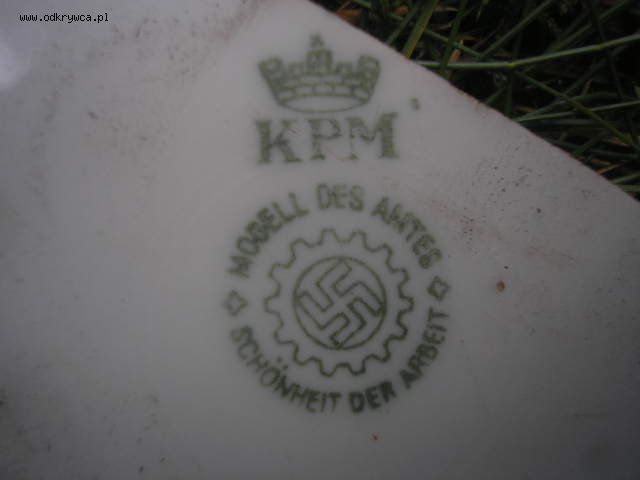 www.odkrywca.pl
KPM
MODELL DES AMTES
SCHÖNHEIT DER ARBEIT